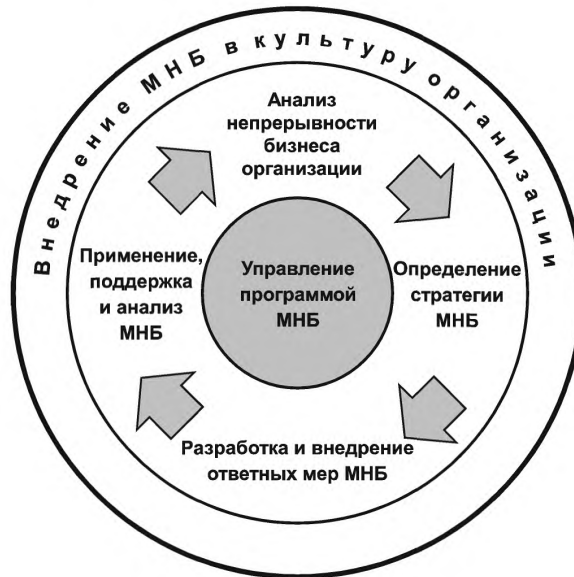 Внедрение МНБ в культуру организации
Анализ
непрерывности
бизнеса
организации
Применение,
поддержка
и анализ
МНБ
Управление
программой
МНБ
Определение
стратегии
МНБ
Разработка и внедрение
ответных мер МНБ